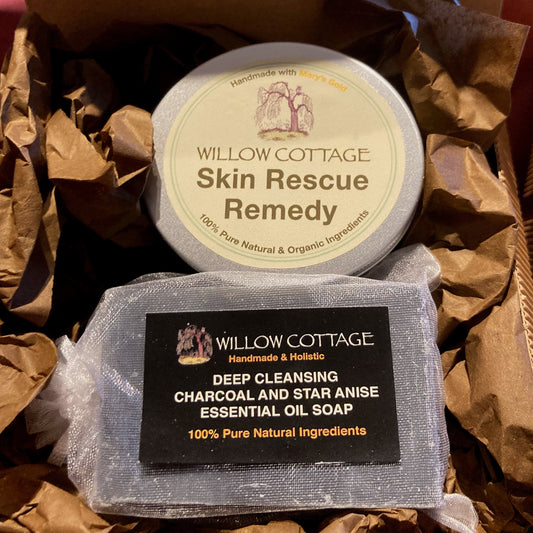 Handmade with Mary's Gold
WILLOW COTTAGE
Skin Rescue
Remedy
100% Pure Natural & Organic Ingredients
WILLOW COTTAGE
Handmade & Holistic
DEEP CLEANSING
CHARCOAL AND STAR ANISE
ESSENTIAL OIL SOAP
100% Pure Natural Ingredients